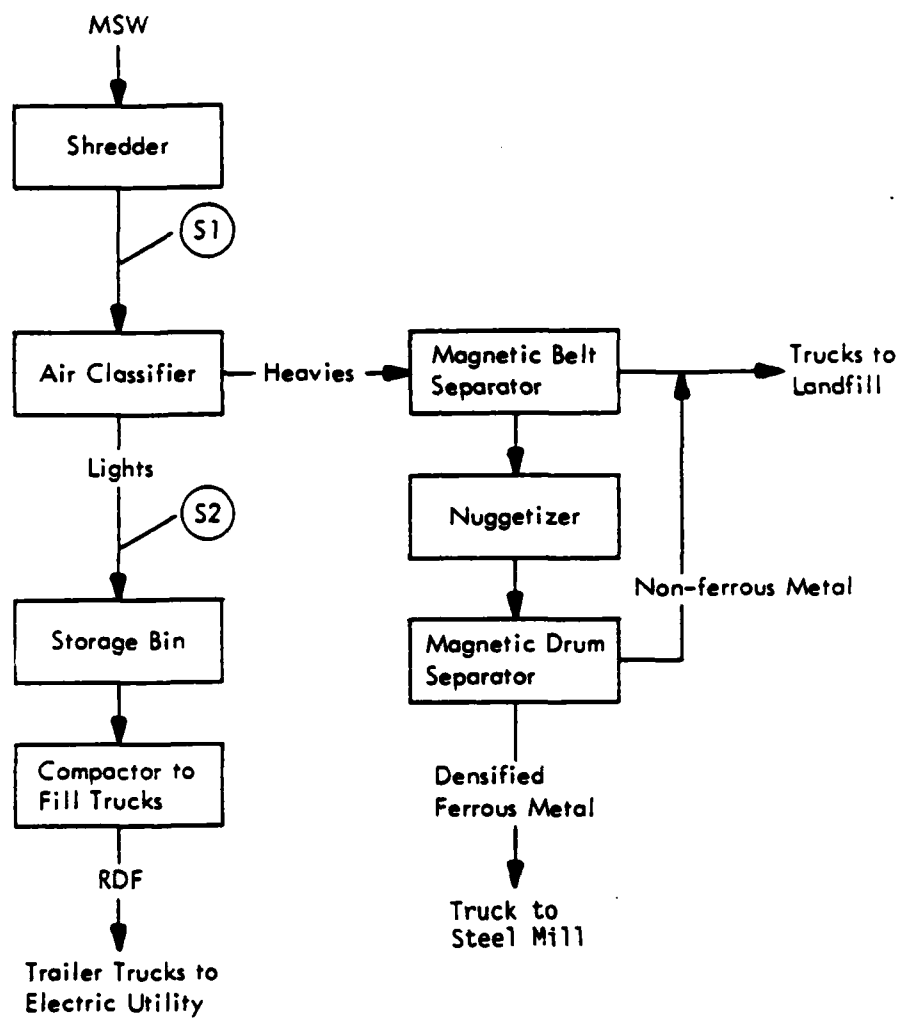 MSW
Shredder
S1
Air Classifier
Heavies
Magnetic Belt
Separator
Trucks to
Landfill
Lights
S2
Nuggetizer
Non-ferrous Metal
Storage Bin
Magnetic Drum
Separator
Compactor to
Fill Trucks
Densified
Ferrous Metal
RDF
Truck to
Steel Mill
Trailer Trucks to
Electric Utility